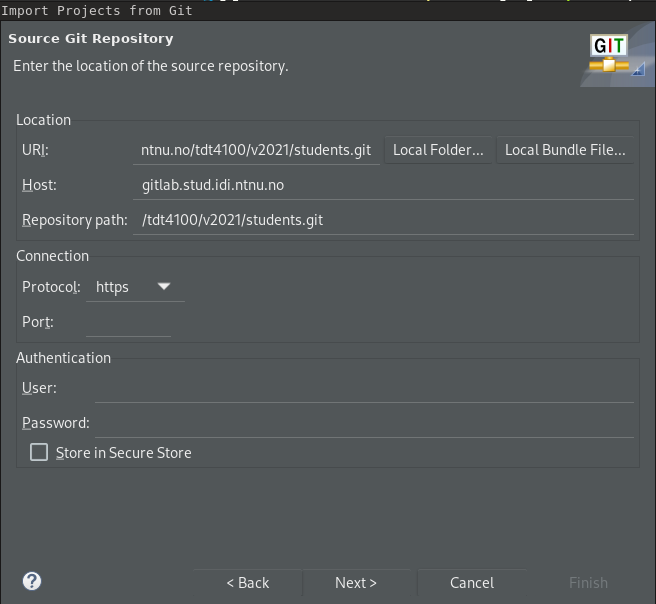 Import Projects from Git
Source Git Repository
Enter the location of the source repository.
GIT
Location
URI: ntnu.no/tdt4100/v2021/students.git Local Folder... Local Bundle File...
Host: gitlab.stud.idi.ntnu.no
Repository path: /tdt4100/v2021/students.git
Connection
Protocol: https
Port:
Authentication
User:
Password:
Store in Secure Store
? < Back Next > Cancel Finish